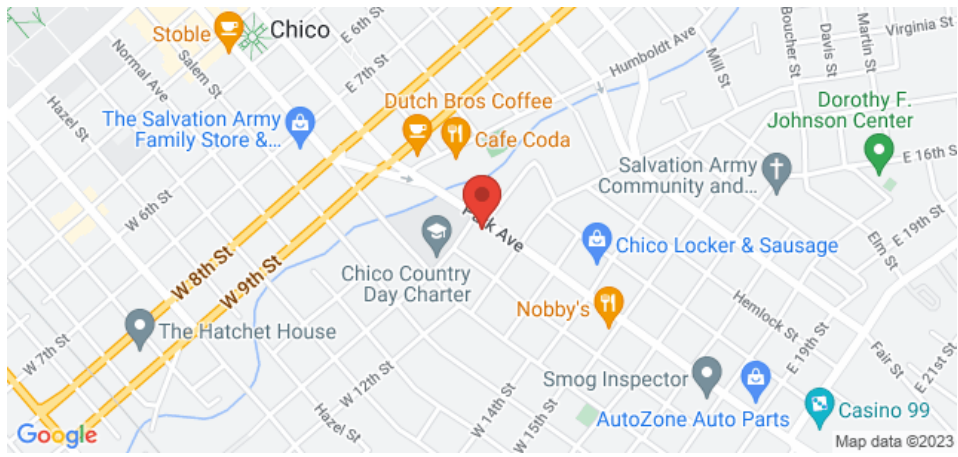 Stoble
Chico
E 6th St
Humboldt Ave
Boucher St
Davis St
Martin St
Virginia St
Normal Ave
Salem St
E 7th St
Mill St
Hazel St
Dutch Bros Coffee
Dorothy F.
Johnson Center
The Salvation Army
Family Store &...
Cafe Coda
E 16th St
Salvation Army
Community and...
W 6th St
Park Ave
E 19th St
Elm St
W 8th St
W 9th St
Chico Locker & Sausage
Chico Country
Day Charter
Nobby's
Hemlock St
The Hatchet House
W 7th St
E 19th St
Fair St
E 21st St
W 12th St
Smog Inspector
Hazel St
W 14th St
W 15th St
AutoZone Auto Parts
Casino 99
Google
Map data ©2023